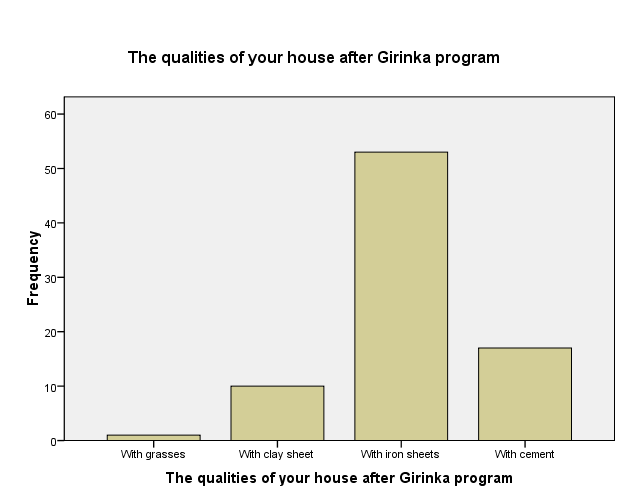 The qualities of your house after Girinka program
60
50
40
30
20
10
0
Frequency
With grasses
With clay sheet
With iron sheets
With cement
The qualities of your house after Girinka program